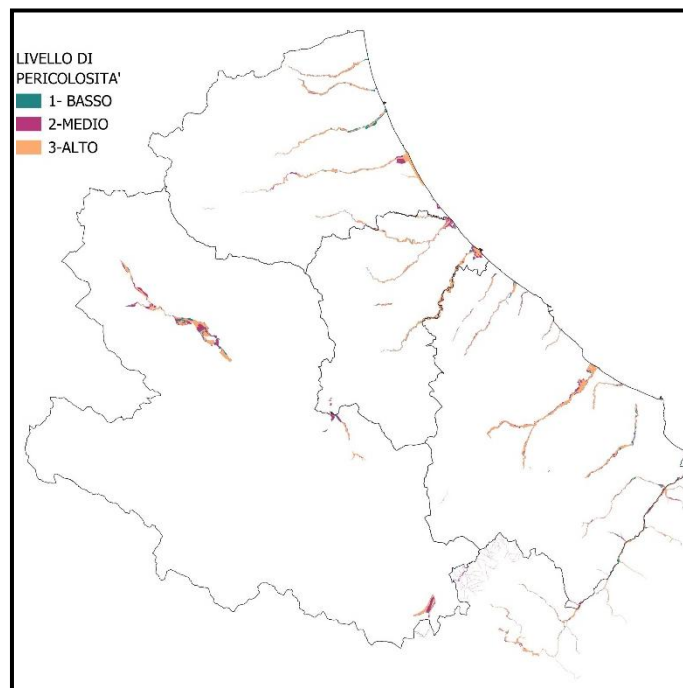 LIVELLO DI
PERICOLOSITA'
1- BASSO
2-MEDIO
3-ALTO